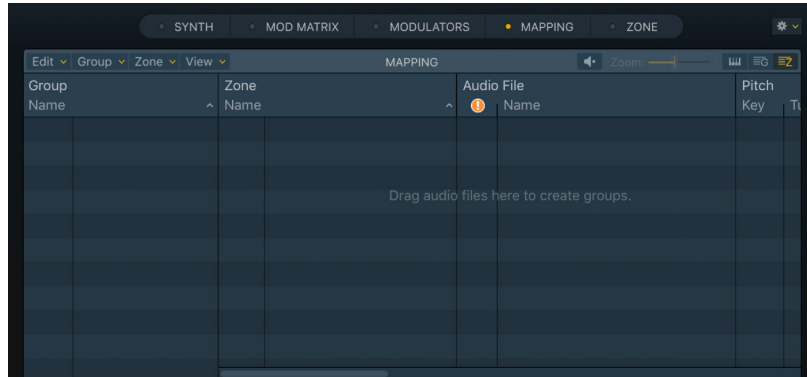 SYNTH MOD MATRIX MODULATORS MAPPING ZONE
Edit Group Zone View MAPPING Zoom:
Group Zone Audio File Pitch
Name Name Name Key
Drag audio files here to create groups.